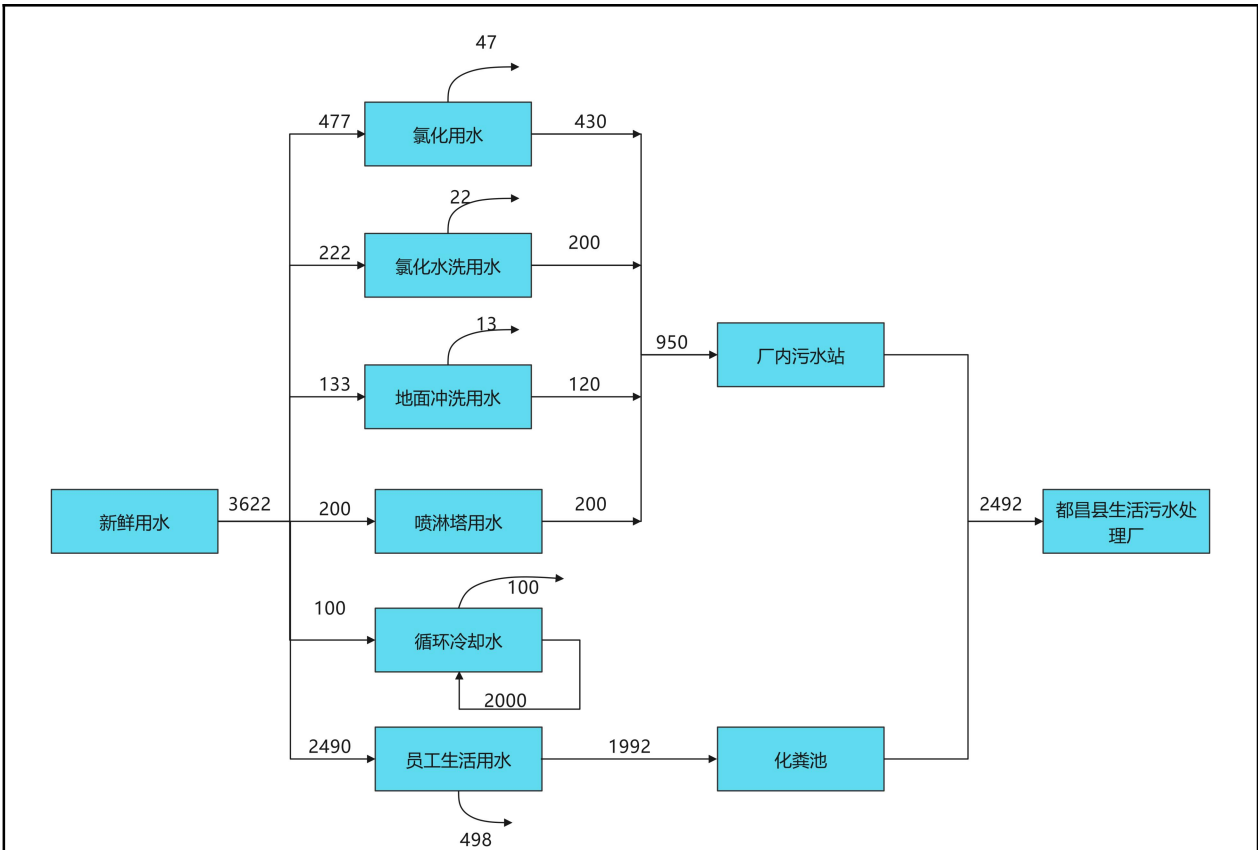 47
477
氯化用水
430
22
222
氯化水洗用水
200
13
133
地面冲洗用水
120
950
厂内污水站
新鲜用水
3622
200
喷淋塔用水
200
2492
都昌县生活污水处
理厂
100
100
循环冷却水
2000
2490
员工生活用水
1992
化粪池
498